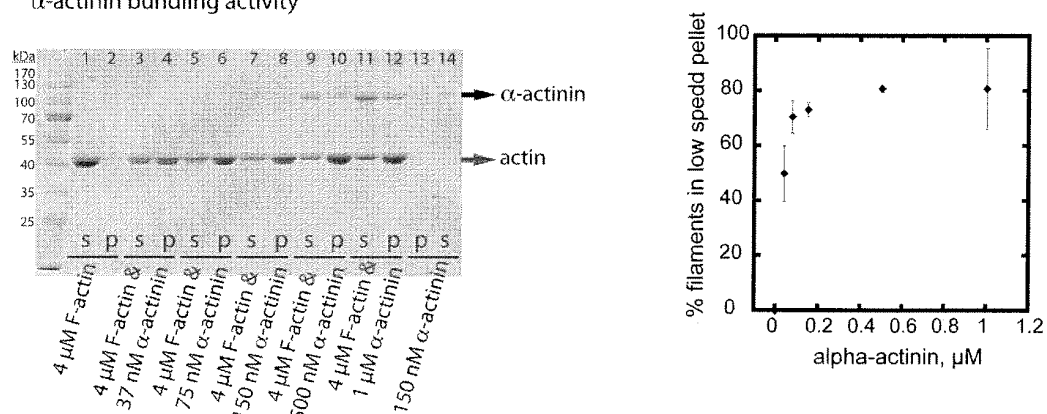 α-actinin bundling activity
kDa
170
130
100
70
55
40
35
25
1 2 3 4 5 6 7 8 9 10 11 12 13 14
α-actinin
actin
s p s p s p s p s p s p p s
4 μM F-actin
4 μM F-actin &
37 nM α-actinin
4 μM F-actin &
75 nM α-actinin
4 μM F-actin &
150 nM α-actinin
4 μM F-actin &
500 nM α-actinin
4 μM F-actin &
1 μM α-actinin
150 nM α-actinin
% filaments in low spedd pellet
100
80
60
40
20
0
0 0.2 0.4 0.6 0.8 1 1.2
alpha-actinin, μM